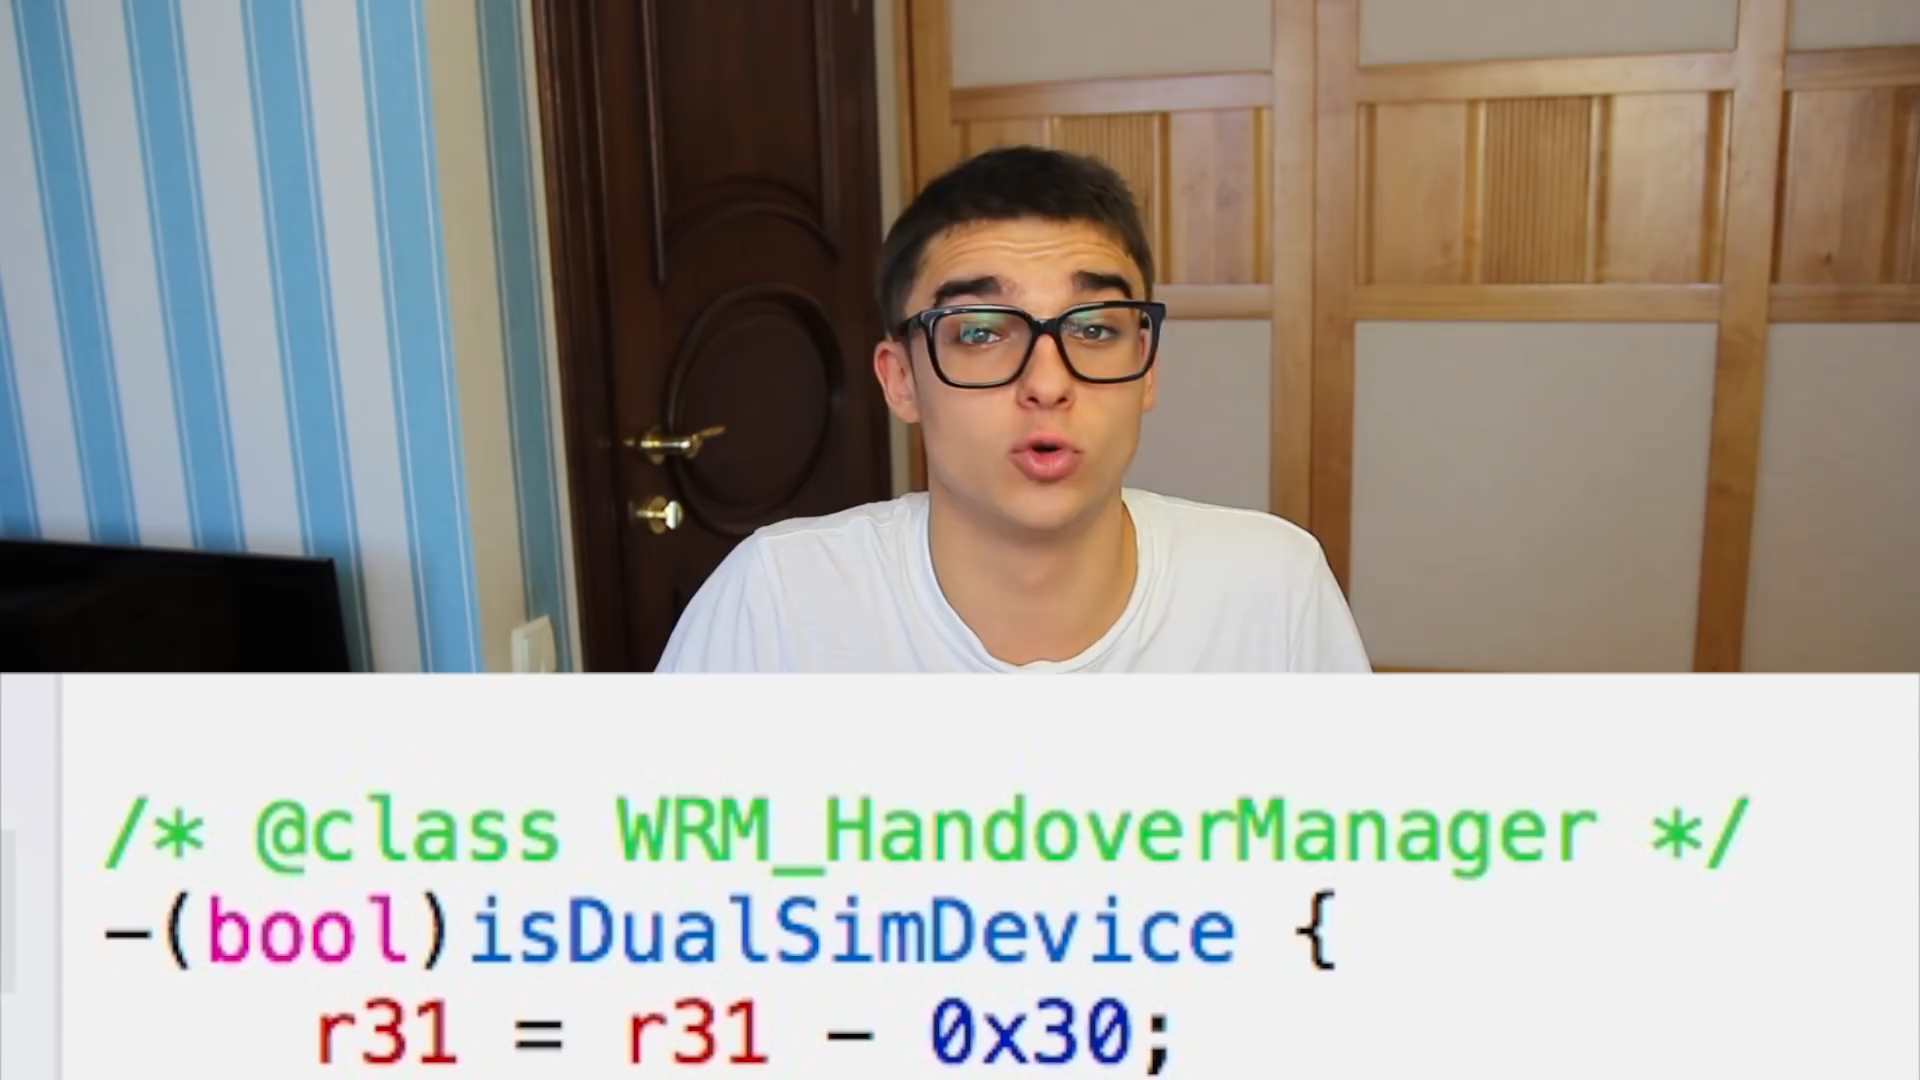 /* @class WRM_HandoverManager */
-(bool)isDualSimDevice {
r31 = r31 - 0x30;